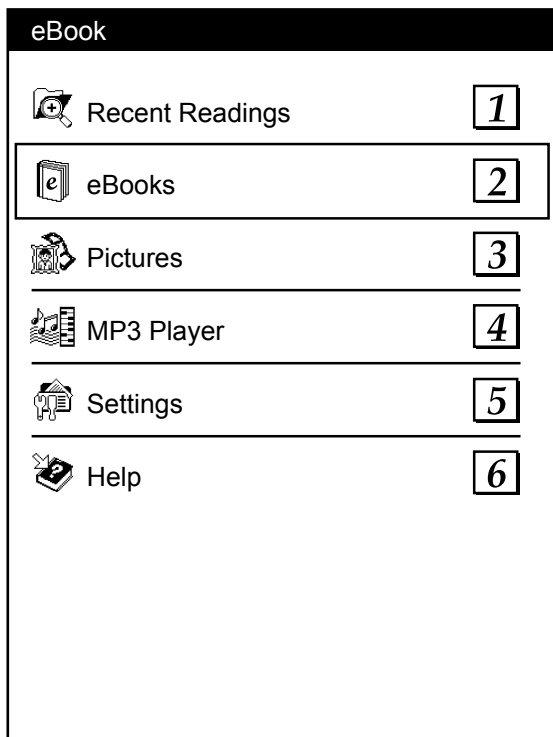 eBook
Recent Readings 1
eBooks 2
Pictures 3
MP3 Player 4
Settings 5
Help 6